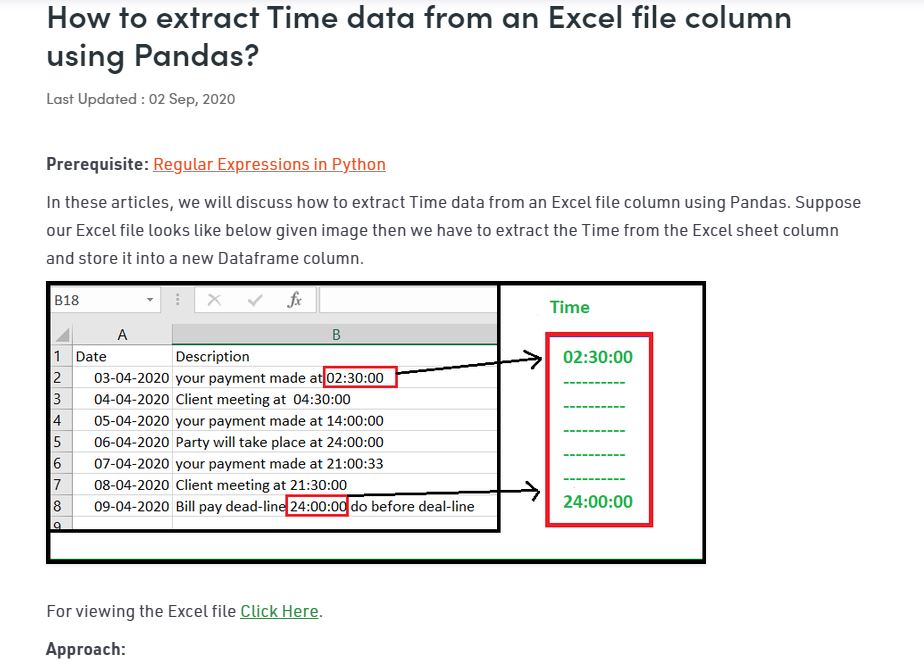 How to extract Time data from an Excel file column
using Pandas?
Last Updated : 02 Sep, 2020
Prerequisite: Regular Expressions in Python
In these articles, we will discuss how to extract Time data from an Excel file column using Pandas. Suppose
our Excel file looks like below given image then we have to extract the Time from the Excel sheet column
and store it into a new Dataframe column.
B18 fx
A B
1 Date Description
2 03-04-2020 your payment made at 02:30:00
3 04-04-2020 Client meeting at 04:30:00
4 05-04-2020 your payment made at 14:00:00
5 06-04-2020 Party will take place at 24:00:00
6 07-04-2020 your payment made at 21:00:33
7 08-04-2020 Client meeting at 21:30:00
8 09-04-2020 Bill pay dead-line 24:00:00 do before deal-line
9
Time
02:30:00
----------
----------
----------
----------
----------
24:00:00
For viewing the Excel file Click Here.
Approach: